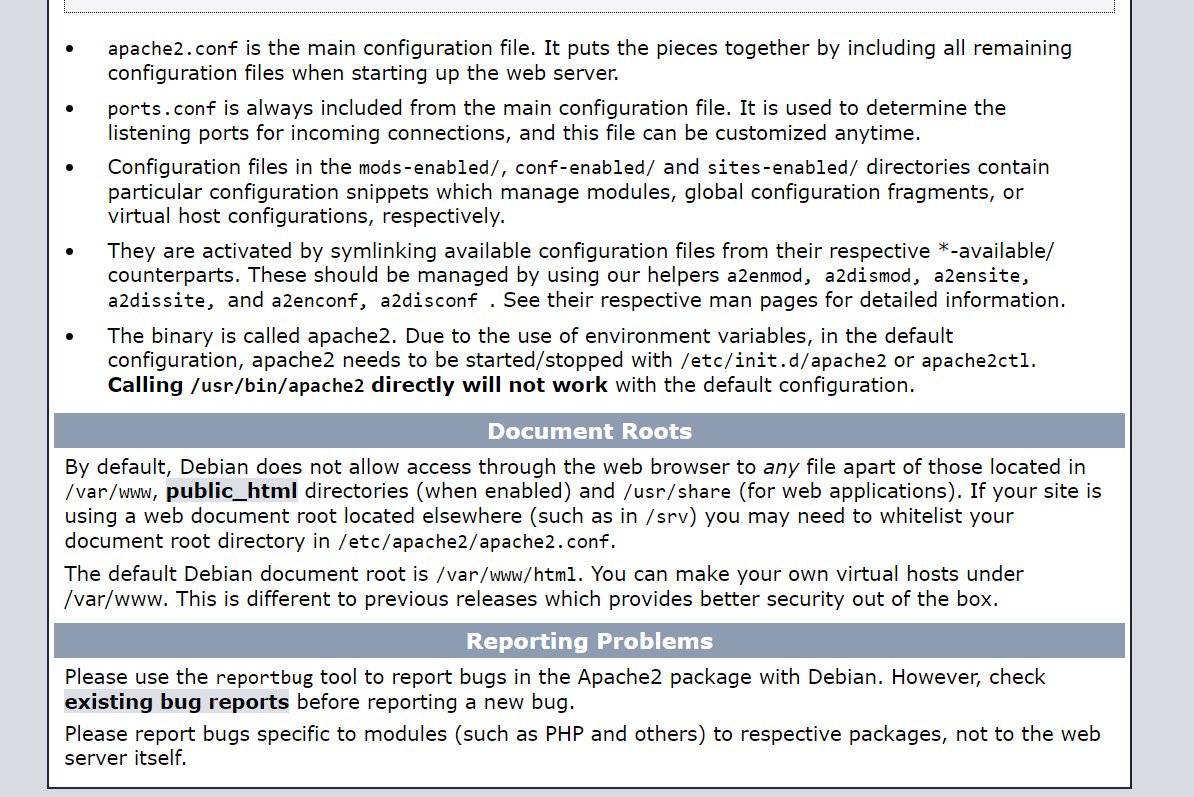 apache2.conf is the main configuration file. It puts the pieces together by including all remaining
configuration files when starting up the web server.
ports.conf is always included from the main configuration file. It is used to determine the
listening ports for incoming connections, and this file can be customized anytime.
Configuration files in the mods-enabled/, conf-enabled/ and sites-enabled/ directories contain
particular configuration snippets which manage modules, global configuration fragments, or
virtual host configurations, respectively.
They are activated by symlinking available configuration files from their respective *-available/
counterparts. These should be managed by using our helpers a2enmod, a2dismod, a2ensite,
a2dissite, and a2enconf, a2disconf . See their respective man pages for detailed information.
The binary is called apache2. Due to the use of environment variables, in the default
configuration, apache2 needs to be started/stopped with /etc/init.d/apache2 or apache2ctl.
Calling /usr/bin/apache2 directly will not work with the default configuration.
Document Roots
By default, Debian does not allow access through the web browser to any file apart of those located in
/var/www, public_html directories (when enabled) and /usr/share (for web applications). If your site is
using a web document root located elsewhere (such as in /srv) you may need to whitelist your
document root directory in /etc/apache2/apache2.conf.
The default Debian document root is /var/www/html. You can make your own virtual hosts under
/var/www. This is different to previous releases which provides better security out of the box.
Reporting Problems
Please use the reportbug tool to report bugs in the Apache2 package with Debian. However, check
existing bug reports before reporting a new bug.
Please report bugs specific to modules (such as PHP and others) to respective packages, not to the web
server itself.